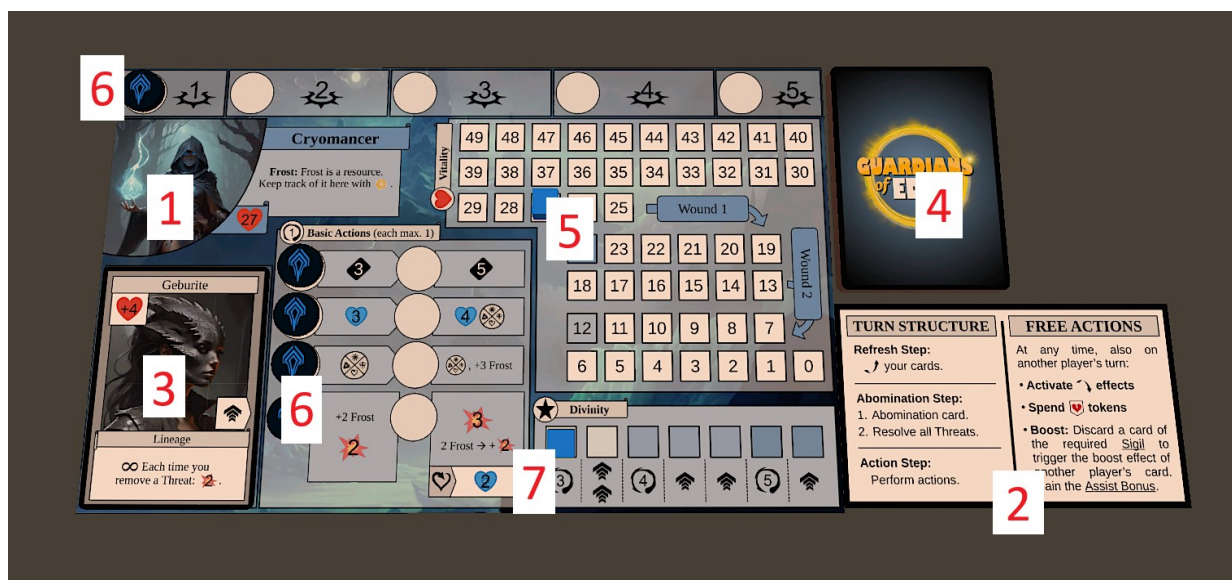 6
1
2
3
4
5
Cryomancer
Frost: Frost is a resource.
Keep track of it here with .
1
27
Vitality
49 48 47 46 45 44 43 42 41 40
39 38 37 36 35 34 33 32 31 30
29 28 25
Wound 1
5
23 22 21 20 19
18 17 16 15 14 13
Wound 2
12 11 10 9 8 7
6 5 4 3 2 1 0
1 Basic Actions (each max. 1)
3
5
3
4
, +3 Frost
6
+2 Frost
2
3
2 Frost → + 2
2
Geburite
+4
3
Lineage
∞ Each time you
remove a Threat: 2 .
Divinity
7
3 4 5
GUARDIANS
of
4
TURN STRUCTURE
Refresh Step:
your cards.
Abomination Step:
1. Abomination card.
2. Resolve all Threats.
Action Step:
Perform actions.
FREE ACTIONS
At any time, also on
another player's turn:
• Activate effects
• Spend tokens
• Boost: Discard a card of
the required Sigil to
trigger the boost effect of
another player's card.
the Assist Bonus.
2